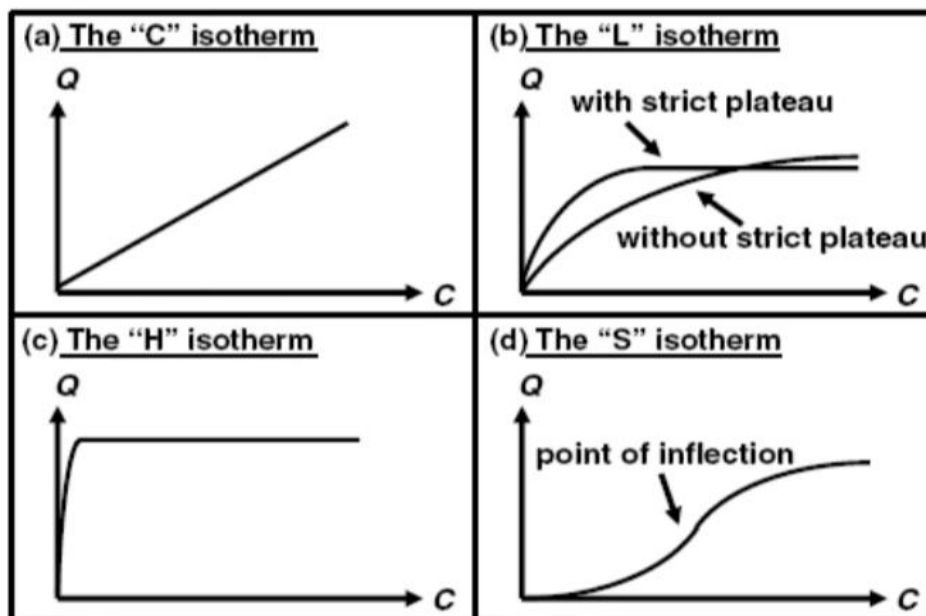 (a) The “C” isotherm
Q
C
(b) The “L” isotherm
Q
with strict plateau
without strict plateau
C
(c) The “H” isotherm
Q
C
(d) The “S” isotherm
Q
point of inflection
C